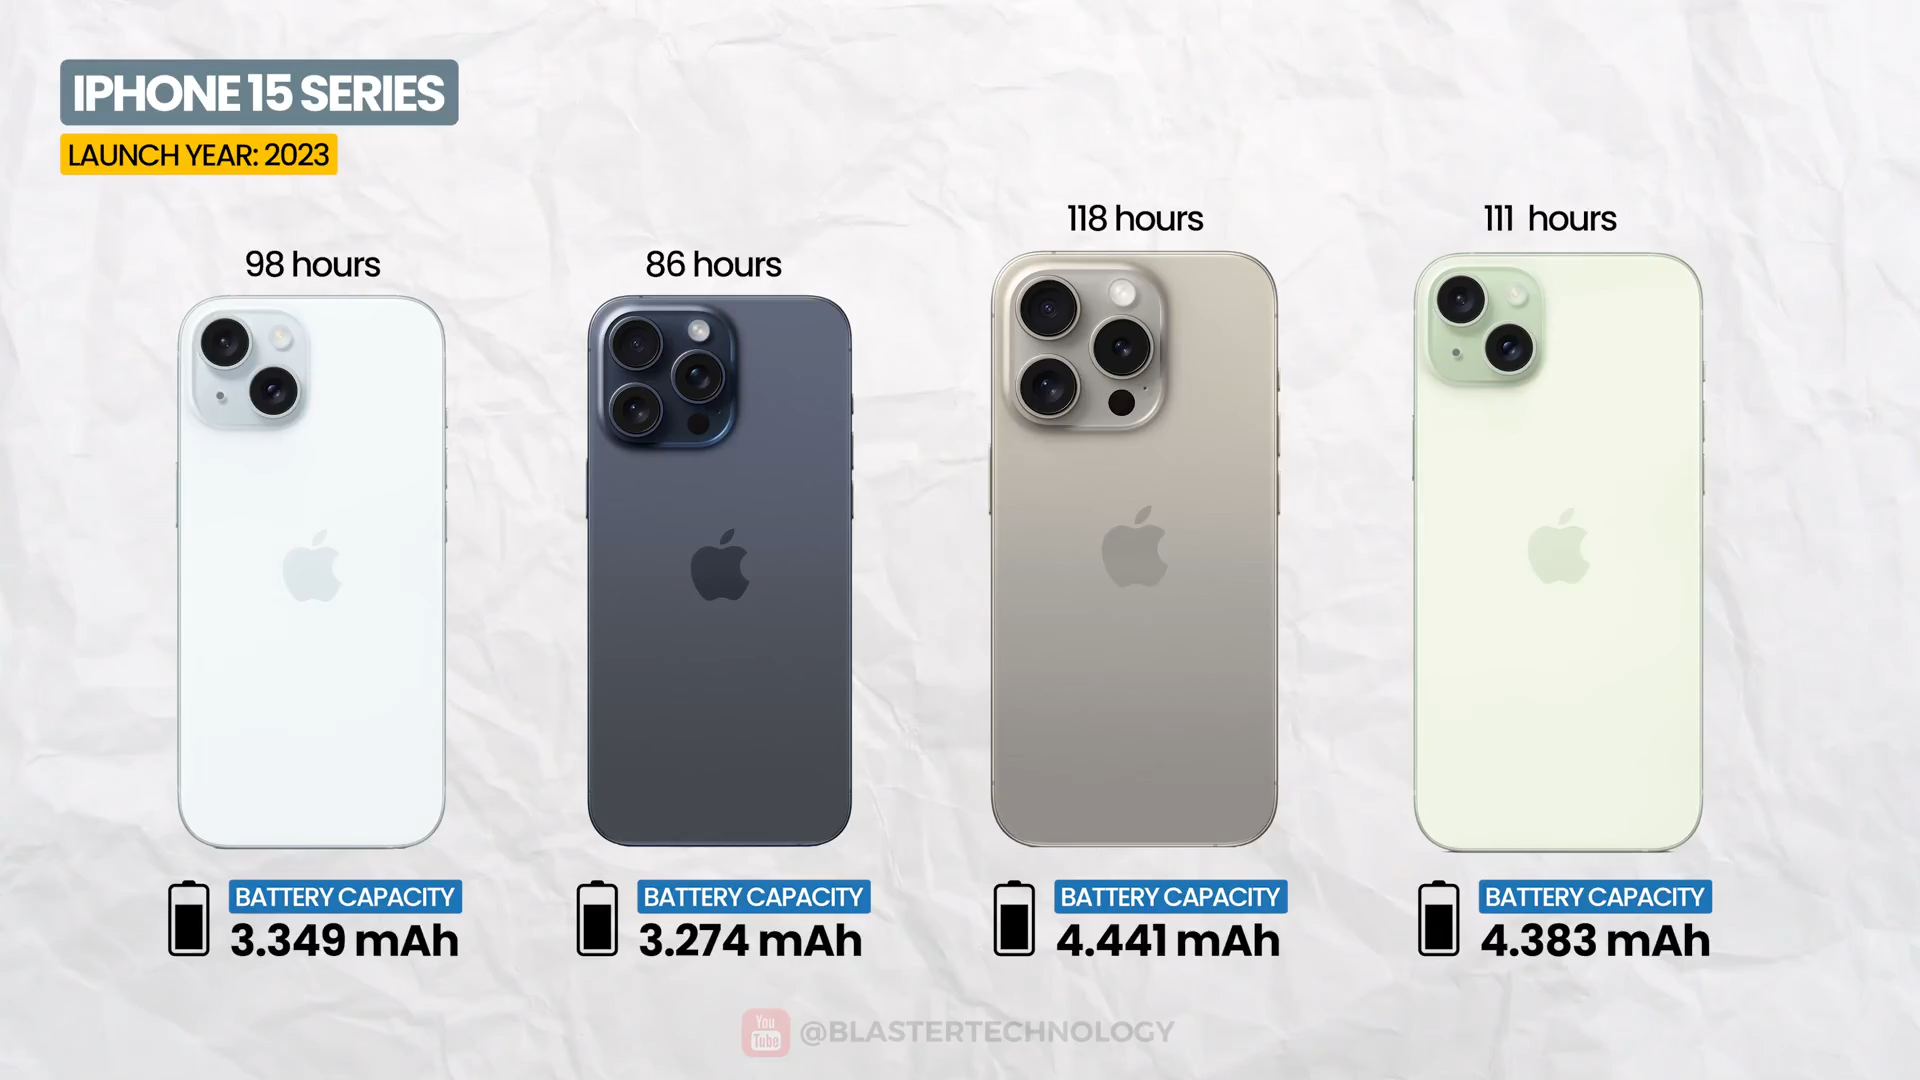 IPHONE 15 SERIES
LAUNCH YEAR: 2023
98 hours
86 hours
118 hours
111 hours
BATTERY CAPACITY
3.349 mAh
BATTERY CAPACITY
3.274 mAh
BATTERY CAPACITY
4.441 mAh
BATTERY CAPACITY
4.383 mAh
You
Tube
@BLASTERTECHNOLOGY